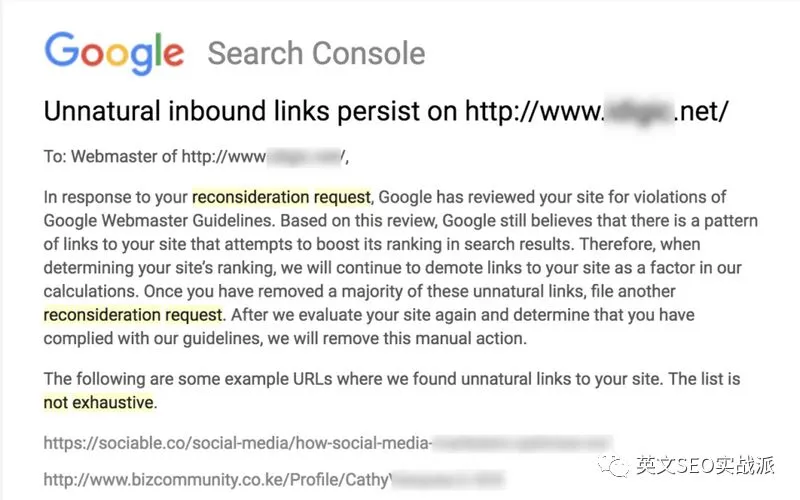 Google Search Console
Unnatural inbound links persist on http://www. .net/
To: Webmaster of http://www /,
In response to your reconsideration request, Google has reviewed your site for violations of
Google Webmaster Guidelines. Based on this review, Google still believes that there is a pattern
of links to your site that attempts to boost its ranking in search results. Therefore, when
determining your site's ranking, we will continue to demote links to your site as a factor in our
calculations. Once you have removed a majority of these unnatural links, file another
reconsideration request. After we evaluate your site again and determine that you have
complied with our guidelines, we will remove this manual action.
The following are some example URLs where we found unnatural links to your site. The list is
not exhaustive.
https://sociable.co/social-media/how-social-media-
http://www.bizcommunity.co.ke/Profile/Cathy
英文SEO实战派